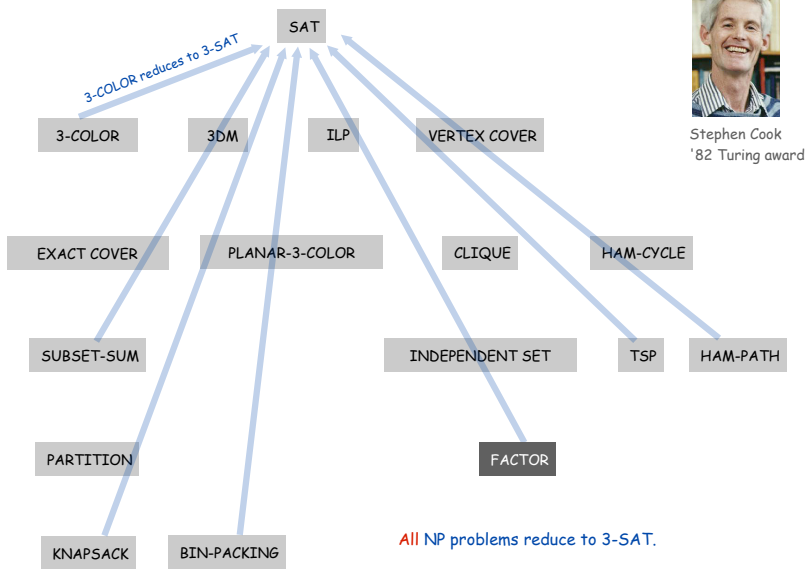 SAT
3-COLOR reduces to 3-SAT
Stephen Cook
'82 Turing award
3-COLOR
3DM
ILP
VERTEX COVER
EXACT COVER
PLANAR-3-COLOR
CLIQUE
HAM-CYCLE
SUBSET-SUM
INDEPENDENT SET
TSP
HAM-PATH
PARTITION
FACTOR
KNAPSACK
BIN-PACKING
All NP problems reduce to 3-SAT.